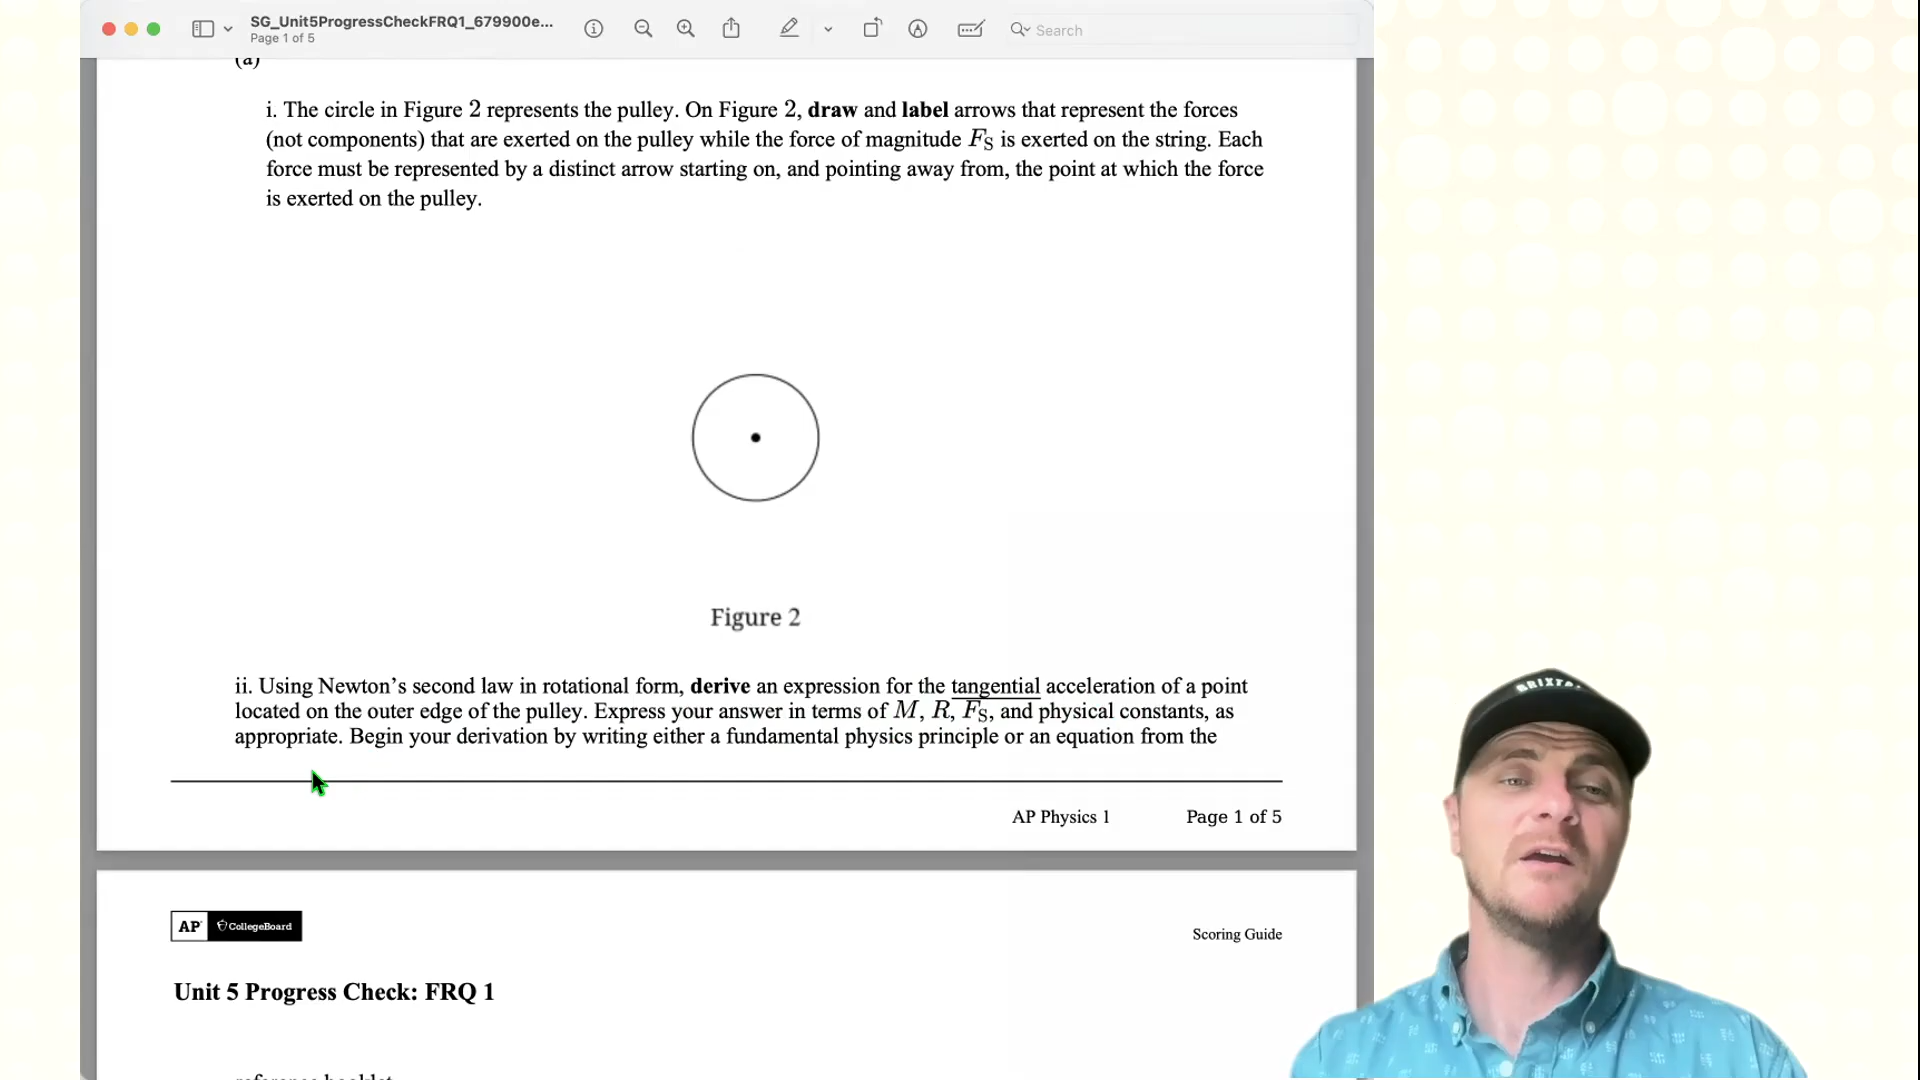 SG_Unit5ProgressCheckFRQ1_679900e...
Page 1 of 5
Search
(a)
i. The circle in Figure 2 represents the pulley. On Figure 2, draw and label arrows that represent the forces
(not components) that are exerted on the pulley while the force of magnitude F_S is exerted on the string. Each
force must be represented by a distinct arrow starting on, and pointing away from, the point at which the force
is exerted on the pulley.
Figure 2
ii. Using Newton's second law in rotational form, derive an expression for the tangential acceleration of a point
located on the outer edge of the pulley. Express your answer in terms of M, R, F_S, and physical constants, as
appropriate. Begin your derivation by writing either a fundamental physics principle or an equation from the
AP Physics 1 Page 1 of 5
AP CollegeBoard
Scoring Guide
Unit 5 Progress Check: FRQ 1
reference booklet.